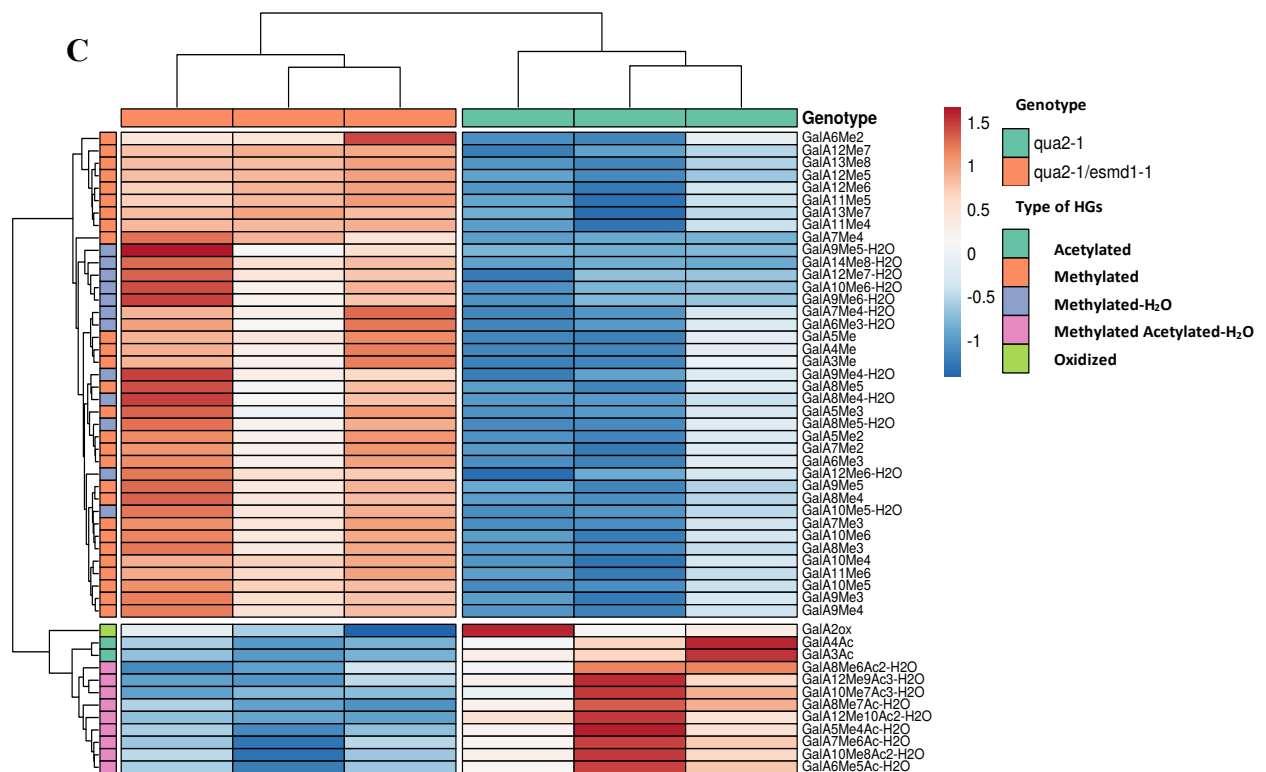 C
Genotype
GalA6Me2
GalA12Me7
GalA13Me8
GalA12Me5
GalA12Me6
GalA11Me5
GalA13Me7
GalA11Me4
GalA7Me4
GalA9Me5-H2O
GalA14Me8-H2O
GalA12Me7-H2O
GalA10Me6-H2O
GalA9Me6-H2O
GalA7Me4-H2O
GalA6Me3-H2O
GalA5Me
GalA4Me
GalA3Me
GalA9Me4-H2O
GalA8Me5
GalA8Me4-H2O
GalA5Me3
GalA8Me5-H2O
GalA5Me2
GalA7Me2
GalA6Me3
GalA12Me6-H2O
GalA9Me5
GalA8Me4
GalA10Me5-H2O
GalA7Me3
GalA10Me6
GalA8Me3
GalA10Me4
GalA11Me6
GalA10Me5
GalA9Me3
GalA9Me4
GalA2ox
GalA4Ac
GalA3Ac
GalA8Me6Ac2-H2O
GalA12Me9Ac3-H2O
GalA10Me7Ac3-H2O
GalA8Me7Ac-H2O
GalA12Me10Ac2-H2O
GalA5Me4Ac-H2O
GalA7Me6Ac-H2O
GalA10Me8Ac2-H2O
GalA6Me5Ac-H2O
1.5
1
0.5
0
-0.5
-1
Genotype
qua2-1
qua2-1/esmd1-1
Type of HGs
Acetylated
Methylated
Methylated-H₂O
Methylated Acetylated-H₂O
Oxidized